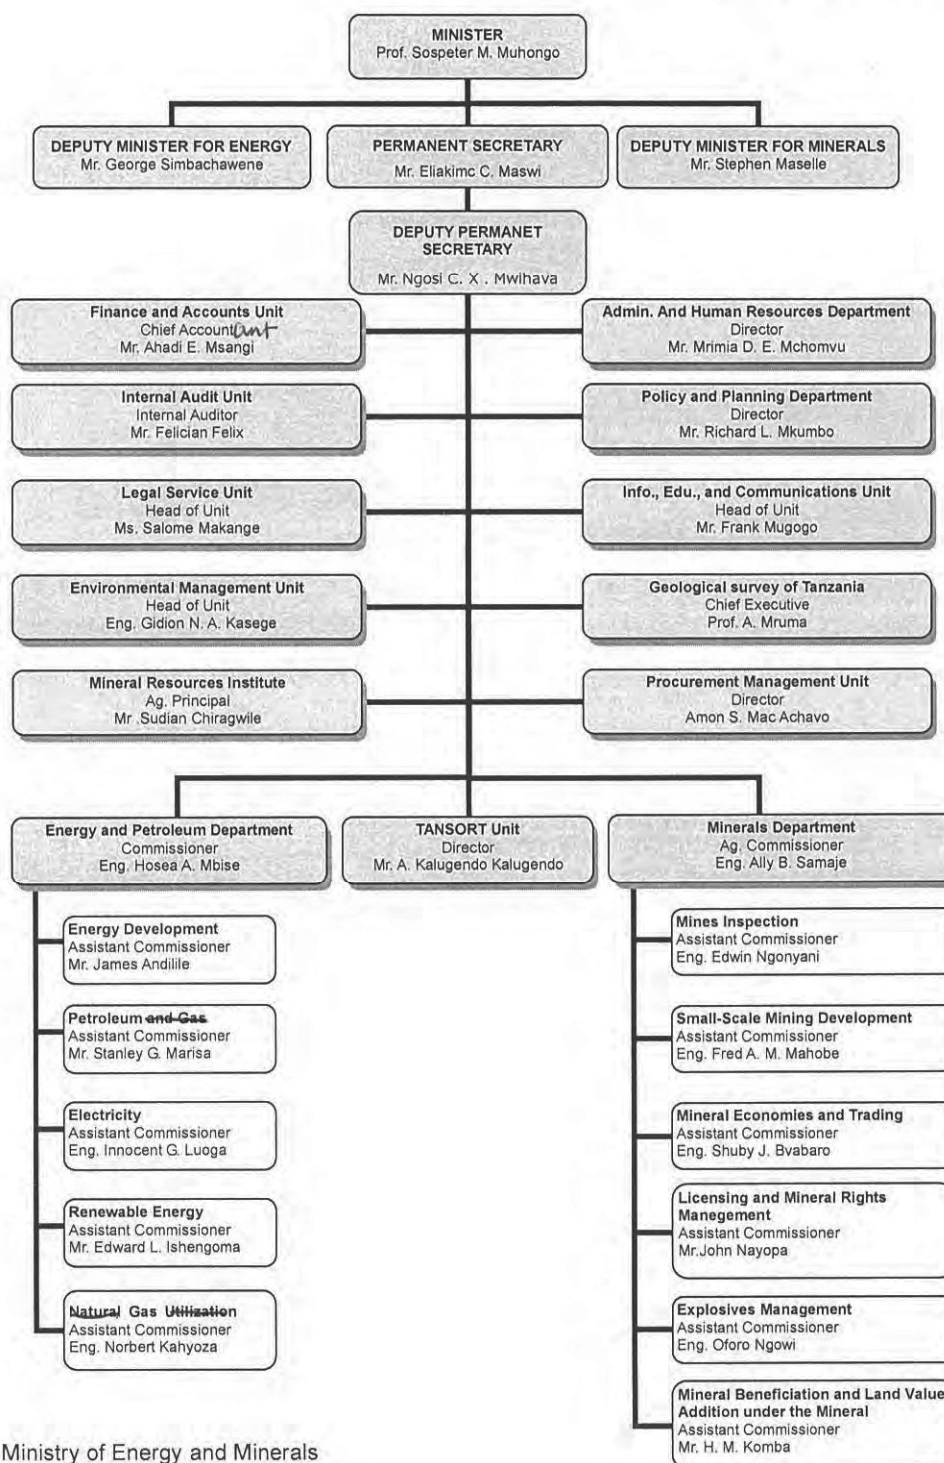 MINISTER
Prof. Sospeter M. Muhongo
DEPUTY MINISTER FOR ENERGY
Mr. George Simbachawene
PERMANENT SECRETARY
Mr. Eliakimc C. Maswi
DEPUTY MINISTER FOR MINERALS
Mr. Stephen Maselle
DEPUTY PERMANET
SECRETARY
Mr. Ngosi C. X . Mwihava
Finance and Accounts Unit
Chief Accountant
Mr. Ahadi E. Msangi
Admin. And Human Resources Department
Director
Mr. Mrimia D. E. Mchomvu
Internal Audit Unit
Internal Auditor
Mr. Felician Felix
Policy and Planning Department
Director
Mr. Richard L. Mkumbo
Legal Service Unit
Head of Unit
Ms. Salome Makange
Info., Edu., and Communications Unit
Head of Unit
Mr. Frank Mugogo
Environmental Management Unit
Head of Unit
Eng. Gidion N. A. Kasege
Geological survey of Tanzania
Chief Executive
Prof. A. Mruma
Mineral Resources Institute
Ag. Principal
Mr .Sudian Chiragwile
Procurement Management Unit
Director
Amon S. Mac Achavo
Energy and Petroleum Department
Commissioner
Eng. Hosea A. Mbise
TANSORT Unit
Director
Mr. A. Kalugendo Kalugendo
Minerals Department
Ag. Commissioner
Eng. Ally B. Samaje
Energy Development
Assistant Commissioner
Mr. James Andilile
Petroleum and Gas
Assistant Commissioner
Mr. Stanley G. Marisa
Electricity
Assistant Commissioner
Eng. Innocent G. Luoga
Renewable Energy
Assistant Commissioner
Mr. Edward L. Ishengoma
Natural Gas Utilization
Assistant Commissioner
Eng. Norbert Kahyoza
Mines Inspection
Assistant Commissioner
Eng. Edwin Ngonyani
Small-Scale Mining Development
Assistant Commissioner
Eng. Fred A. M. Mahobe
Mineral Economies and Trading
Assistant Commissioner
Eng. Shuby J. Bvabaro
Licensing and Mineral Rights
Manegement
Assistant Commissioner
Mr.John Nayopa
Explosives Management
Assistant Commissioner
Eng. Oforo Ngowi
Mineral Beneficiation and Land Value
Addition under the Mineral
Assistant Commissioner
Mr. H. M. Komba
Ministry of Energy and Minerals